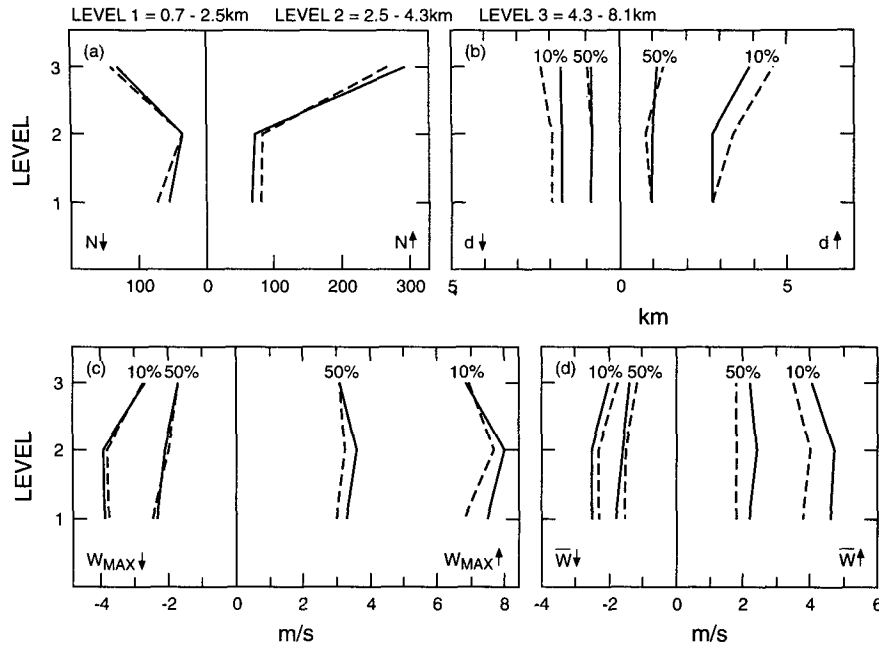 LEVEL 1 = 0.7 - 2.5km LEVEL 2 = 2.5 - 4.3km LEVEL 3 = 4.3 - 8.1km
(a) (b) 10% 50% 50% 10%
3
LEVEL
2
1
N↓ N↑ d↓ d↑
100 0 100 200 300 5 0 5
km
(c) 10% 50% 50% 10% 10% 50% 50% 10% (d)
3
LEVEL
2
1
W_MAX↓ W_MAX↑ W̅↓ W̅↑
-4 -2 0 2 4 6 8 -4 -2 0 2 4 6
m/s m/s